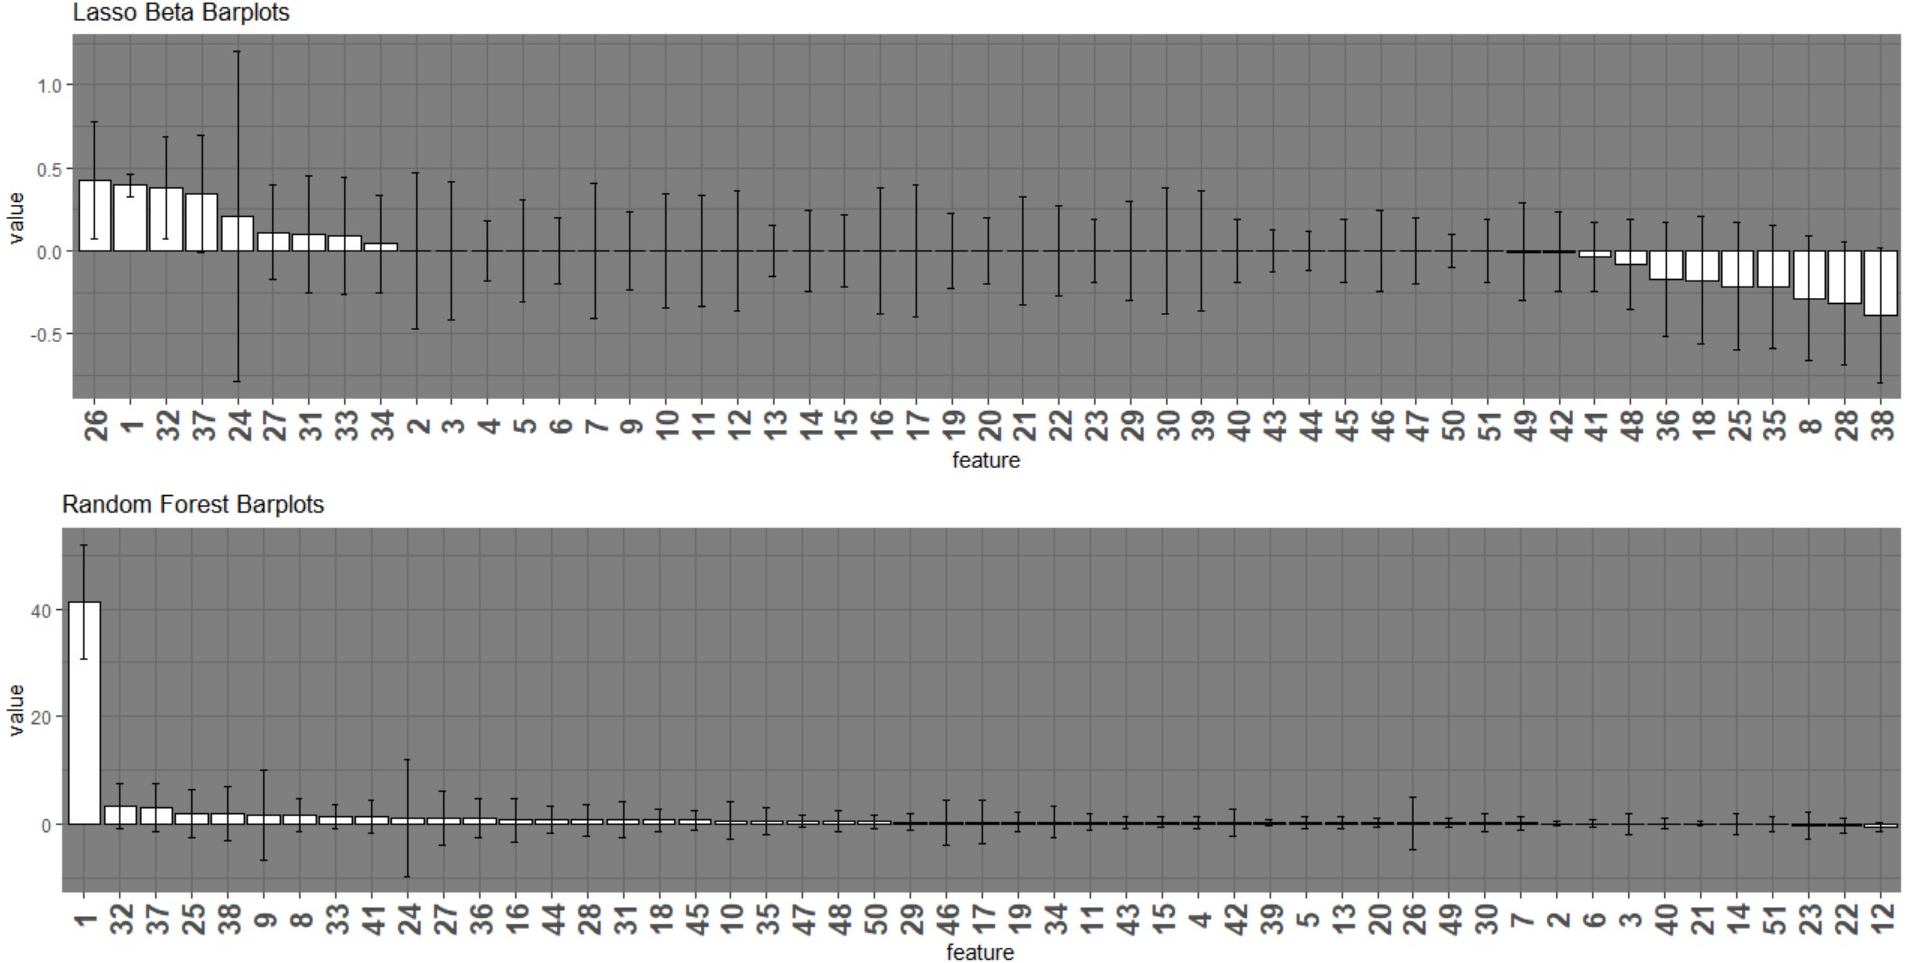 Lasso Beta Barplots
1.0
0.5
0.0
-0.5
value
26 1 32 37 24 27 31 33 34 2 3 4 5 6 7 9 10 11 12 13 14 15 16 17 19 20 21 22 23 29 30 39 40 43 44 45 46 47 50 51 49 42 41 48 36 18 25 35 8 28 38
feature
Random Forest Barplots
40
20
0
value
1 32 37 25 38 9 8 33 41 24 27 36 16 44 28 31 18 45 10 35 47 48 50 29 46 17 19 34 11 43 15 4 42 39 5 13 20 26 49 30 7 2 6 3 40 21 14 51 23 22 12
feature